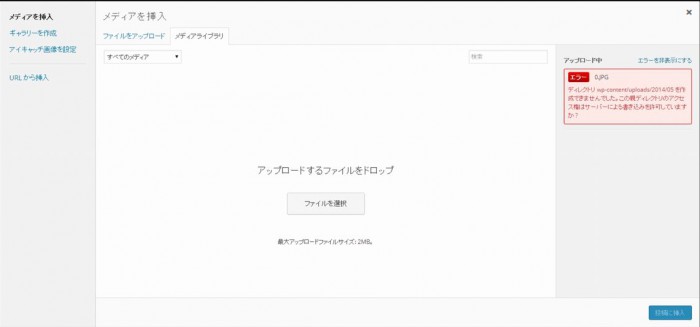 メディアを挿入
ギャラリーを作成
アイキャッチ画像を設定
URL から挿入
メディアを挿入
×
ファイルをアップロード
メディアライブラリ
すべてのメディア
検索
アップロードするファイルをドロップ
ファイルを選択
最大アップロードファイルサイズ: 2MB。
アップロード中
エラーを非表示にする
エラー 0.JPG
ディレクトリ wp-content/uploads/2014/05 を作
成できませんでした。この親ディレクトリのアクセ
ス権はサーバーによる書き込みを許可しています
か?
投稿に挿入